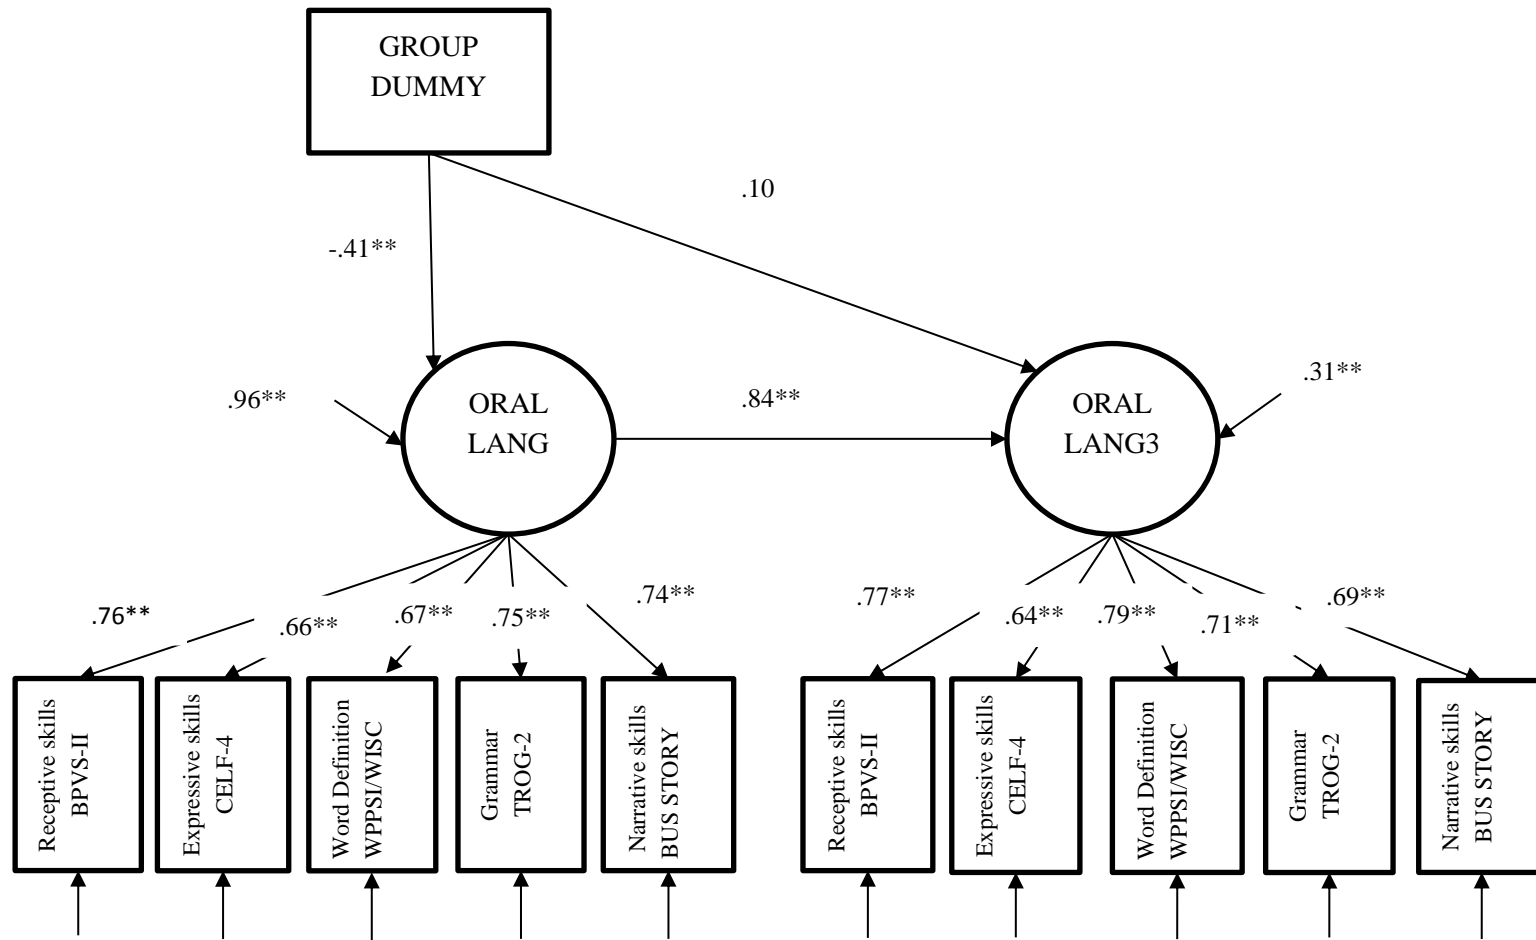 GROUP
DUMMY
.10
-.41**
.96**
ORAL
LANG
.84**
ORAL
LANG3
.31**
.76**
.66**
.67**
.75**
.74**
.77**
.64**
.79**
.71**
.69**
Receptive skills
BPVS-II
Expressive skills
CELF-4
Word Definition
WPPSI/WISC
Grammar
TROG-2
Narrative skills
BUS STORY
Receptive skills
BPVS-II
Expressive skills
CELF-4
Word Definition
WPPSI/WISC
Grammar
TROG-2
Narrative skills
BUS STORY